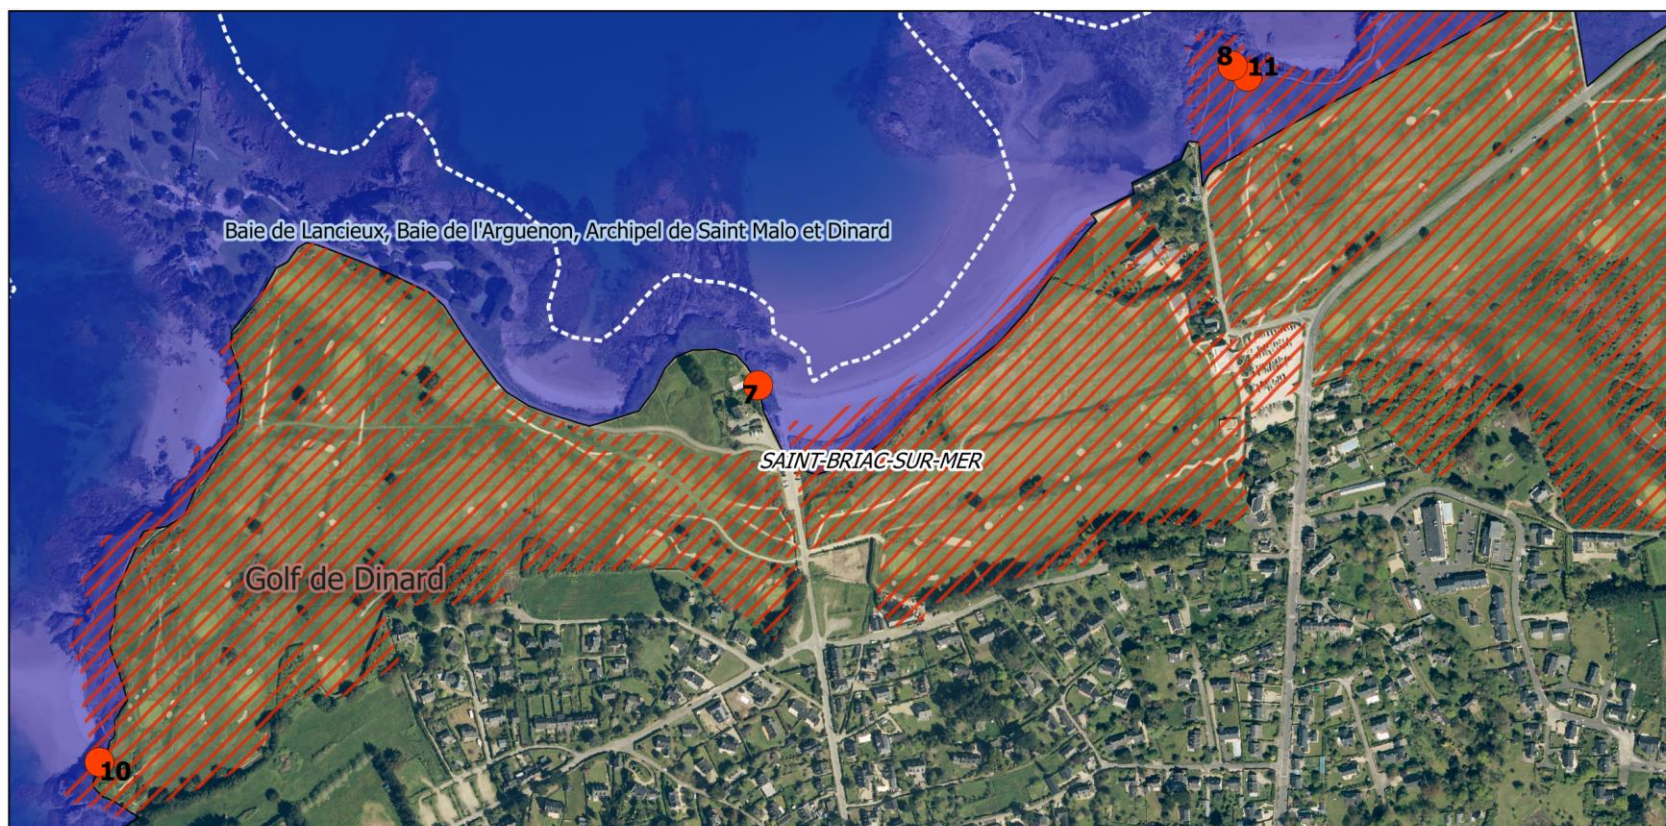 8
11
Baie de Lancieux, Baie de l'Arguenon, Archipel de Saint Malo et Dinard
7
SAINT-BRIAC-SUR-MER
Golf de Dinard
10